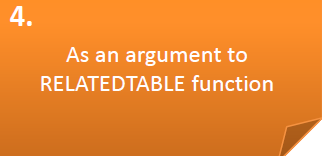 4.
As an argument to
RELATEDTABLE function